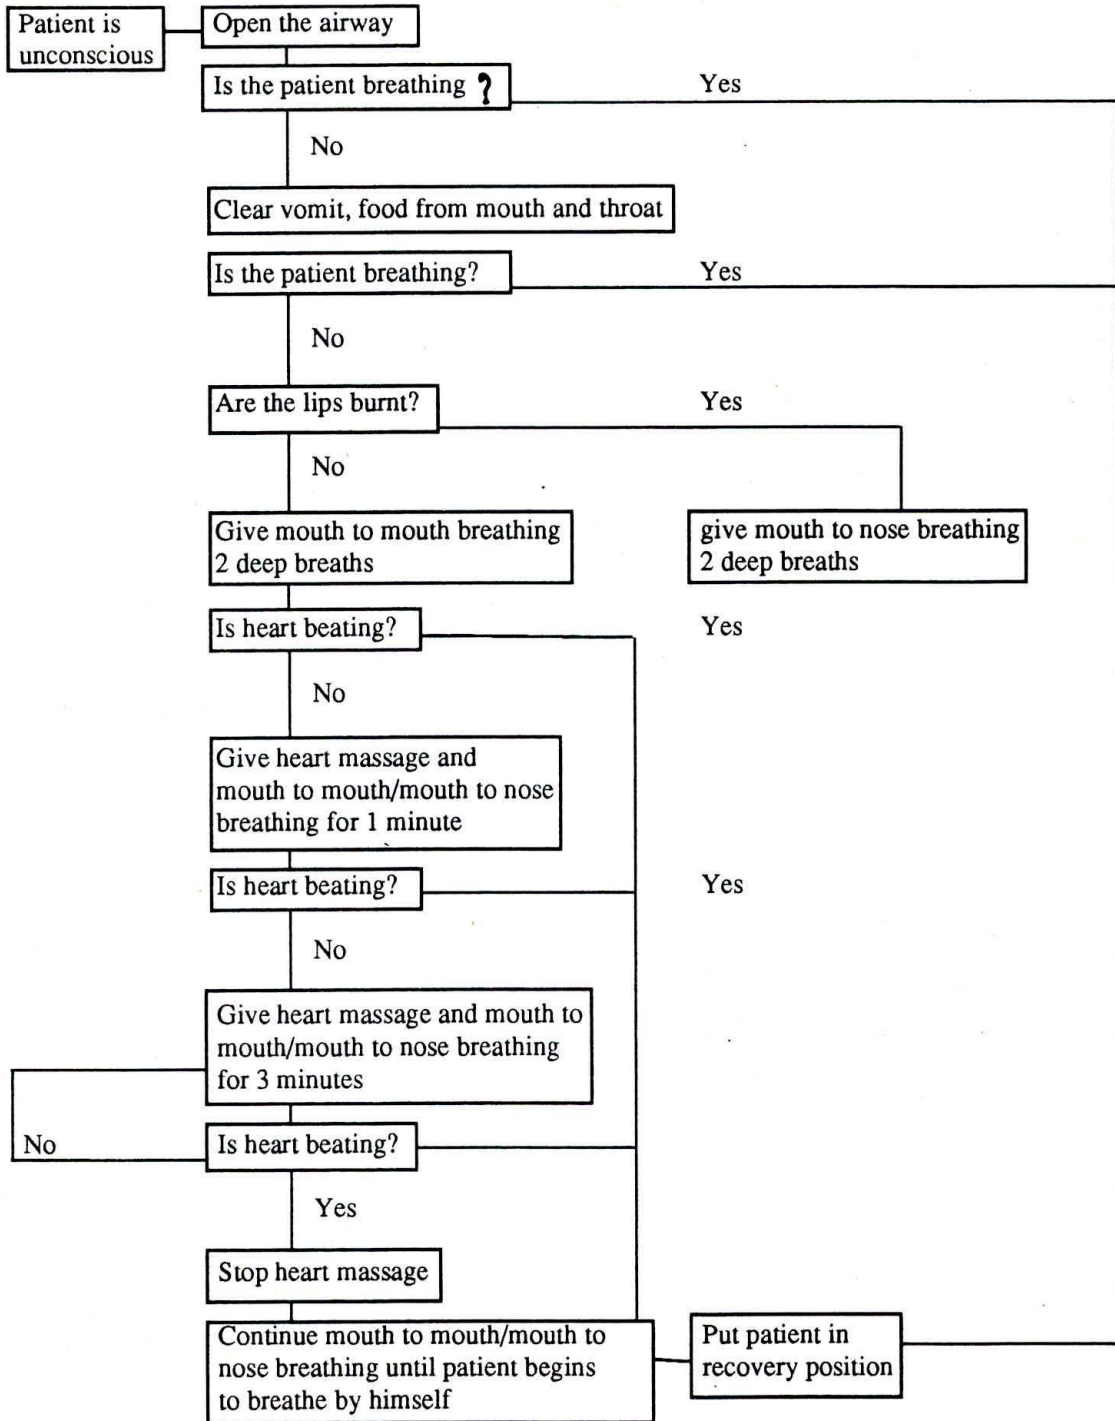 Patient is
unconscious
Open the airway
Is the patient breathing ?
Yes
No
Clear vomit, food from mouth and throat
Is the patient breathing?
Yes
No
Are the lips burnt?
Yes
No
Give mouth to mouth breathing
2 deep breaths
give mouth to nose breathing
2 deep breaths
Is heart beating?
Yes
No
Give heart massage and
mouth to mouth/mouth to nose
breathing for 1 minute
Is heart beating?
Yes
No
Give heart massage and mouth to
mouth/mouth to nose breathing
for 3 minutes
No
Is heart beating?
Yes
Stop heart massage
Continue mouth to mouth/mouth to
nose breathing until patient begins
to breathe by himself
Put patient in
recovery position